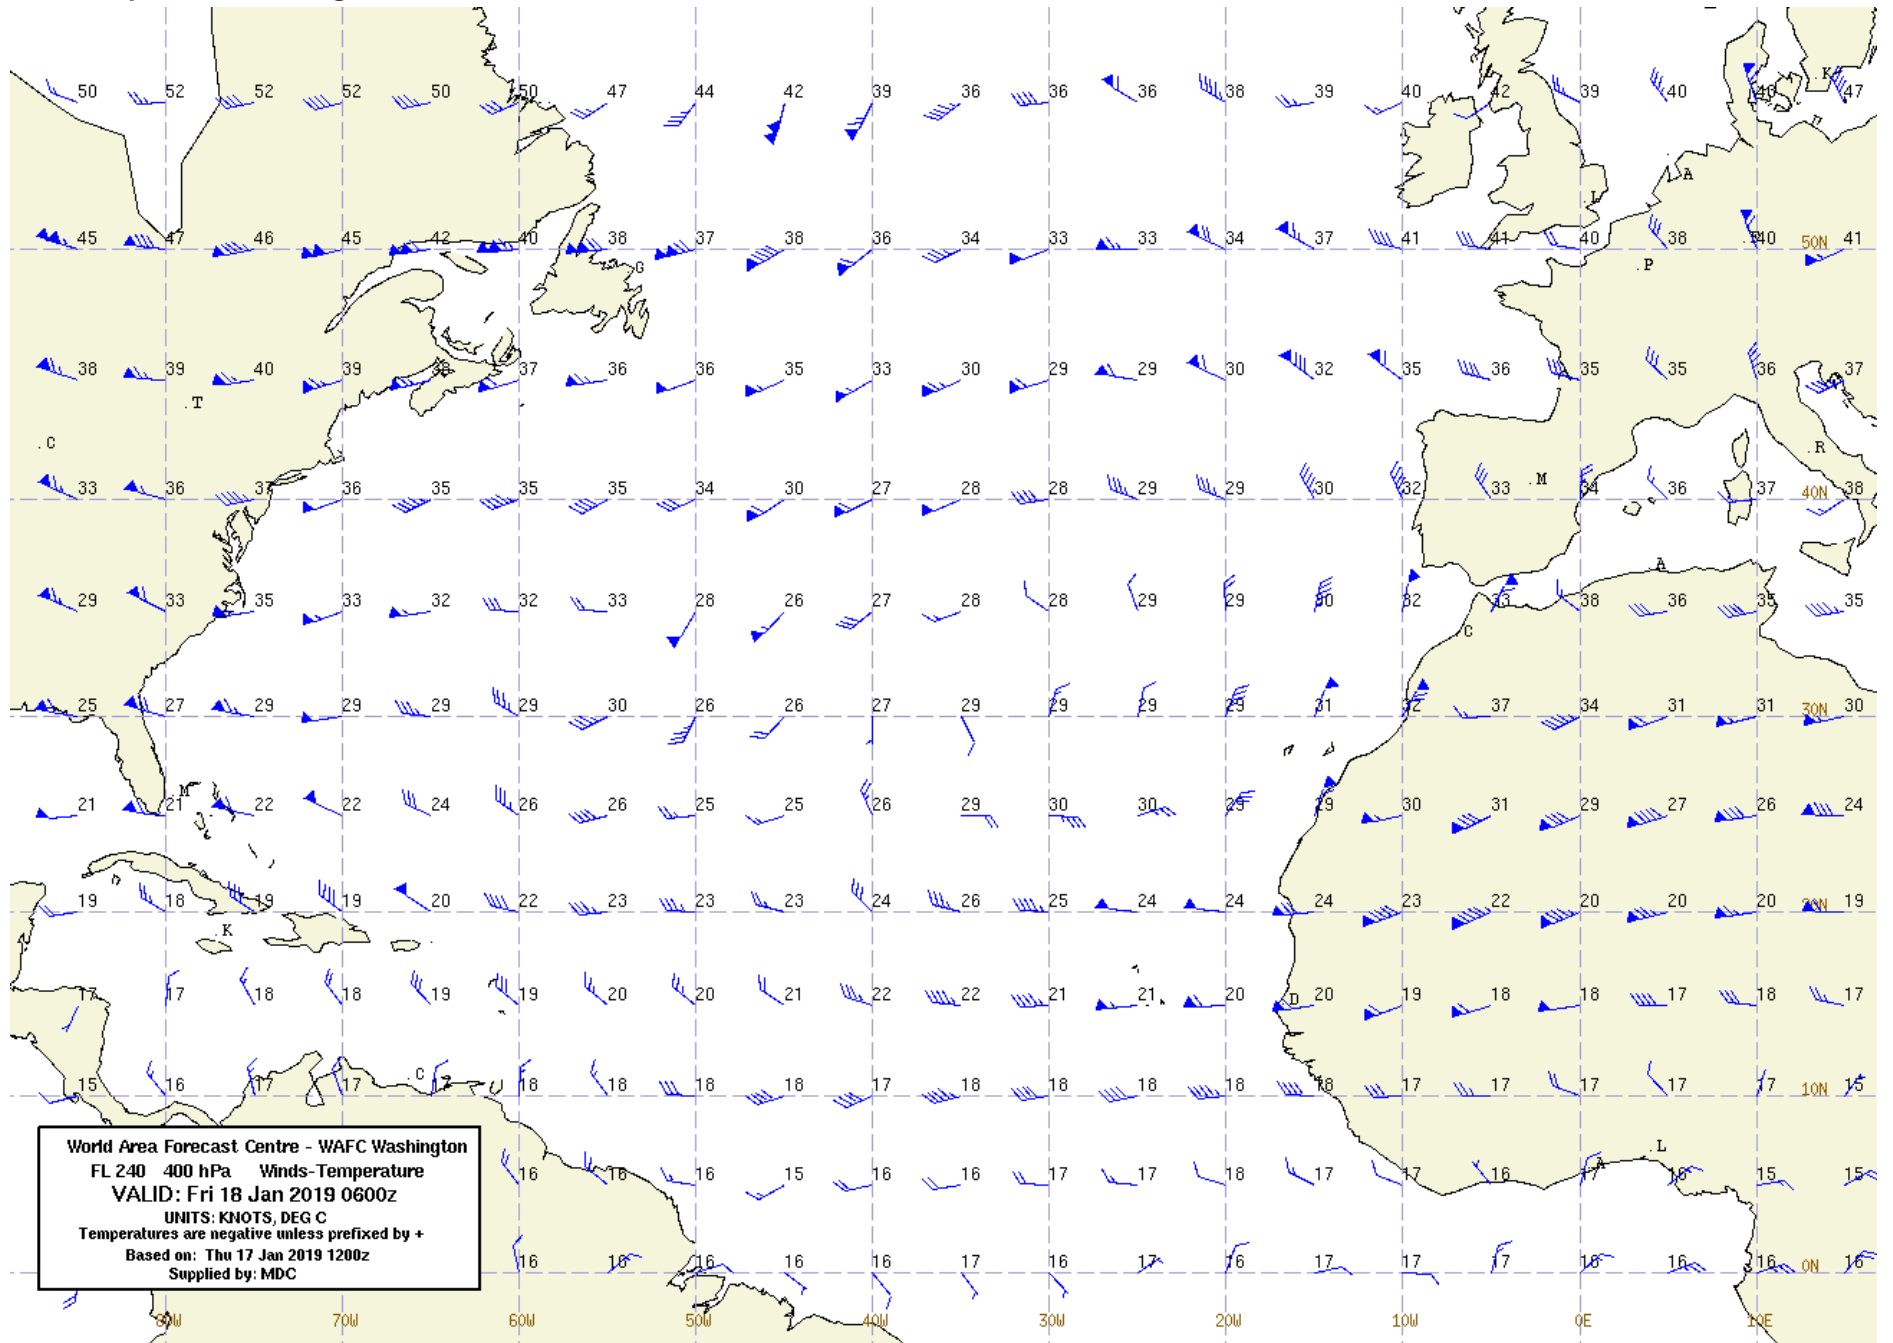 50 52 52 52 50 50 47 44 42 39 36 36 36 38 39 40 42 39 40 40 47
.K
A
L
45 47 46 45 42 40 38 37 38 36 34 33 33 34 37 41 41 40 38 40 50N 41
G
.P
38 39 40 39 38 37 36 36 35 33 30 29 29 30 32 35 36 35 35 36 37
.T
.C
.R
33 36 37 36 35 35 35 34 30 27 28 28 29 29 30 32 33 34 36 37 40N 38
.M
A
29 33 35 33 32 32 33 28 26 27 28 28 29 29 30 32 33 38 36 35 35
.C
25 27 29 29 29 29 30 26 26 27 29 29 29 29 31 32 37 34 31 31 30N 30
M
21 21 22 22 24 26 26 25 25 26 29 30 30 29 29 30 31 29 27 26 24
19 18 19 19 20 22 23 23 23 24 26 25 24 24 24 23 22 20 20 20 20N 19
.K
17 17 18 18 19 19 20 20 21 22 22 21 21 20 20 19 18 18 17 18 17
.D
.C
15 16 17 17 17 18 18 18 18 17 18 18 18 18 18 17 17 17 17 17 10N 15
.L
A
16 16 16 15 16 16 17 17 18 17 17 16 17 16 15 15
16 16 16 16 16 17 16 17 16 17 17 17 16 16 16 0N 16
World Area Forecast Centre - WAFC Washington
FL 240 400 hPa Winds-Temperature
VALID: Fri 18 Jan 2019 0600z
UNITS: KNOTS, DEG C
Temperatures are negative unless prefixed by +
Based on: Thu 17 Jan 2019 1200z
Supplied by: MDC
80W 70W 60W 50W 40W 30W 20W 10W 0E 10E